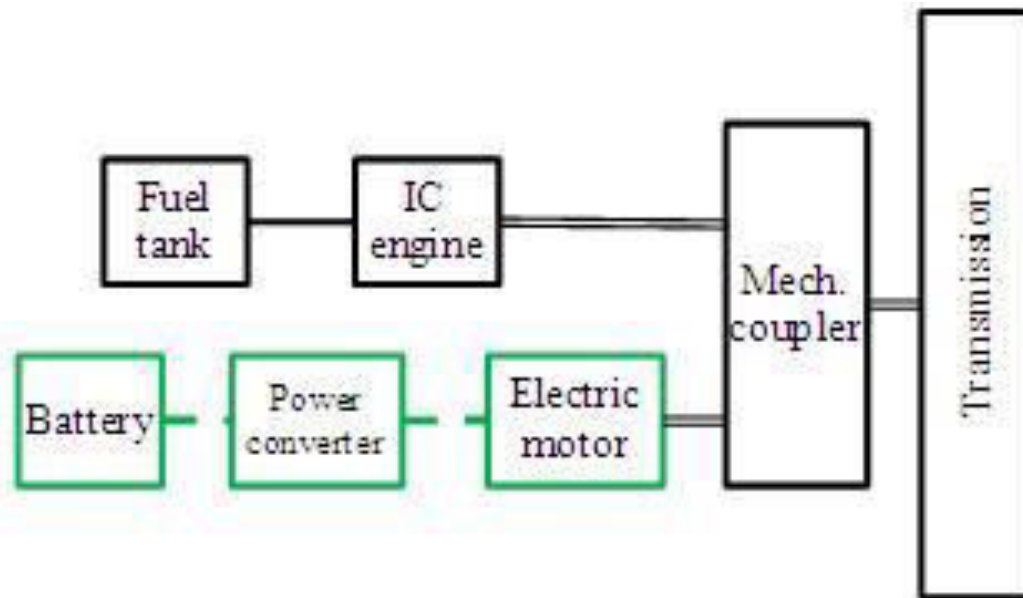 Fuel
tank
IC
engine
Mech.
coupler
Transmission
Battery
Power
converter
Electric
motor